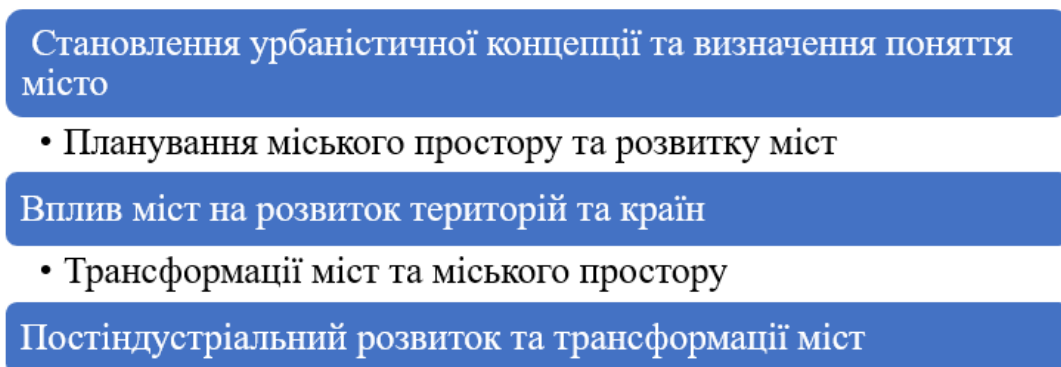 Становлення урбаністичної концепції та визначення поняття
місто
• Планування міського простору та розвитку міст
Вплив міст на розвиток територій та країн
• Трансформації міст та міського простору
Постіндустріальний розвиток та трансформації міст